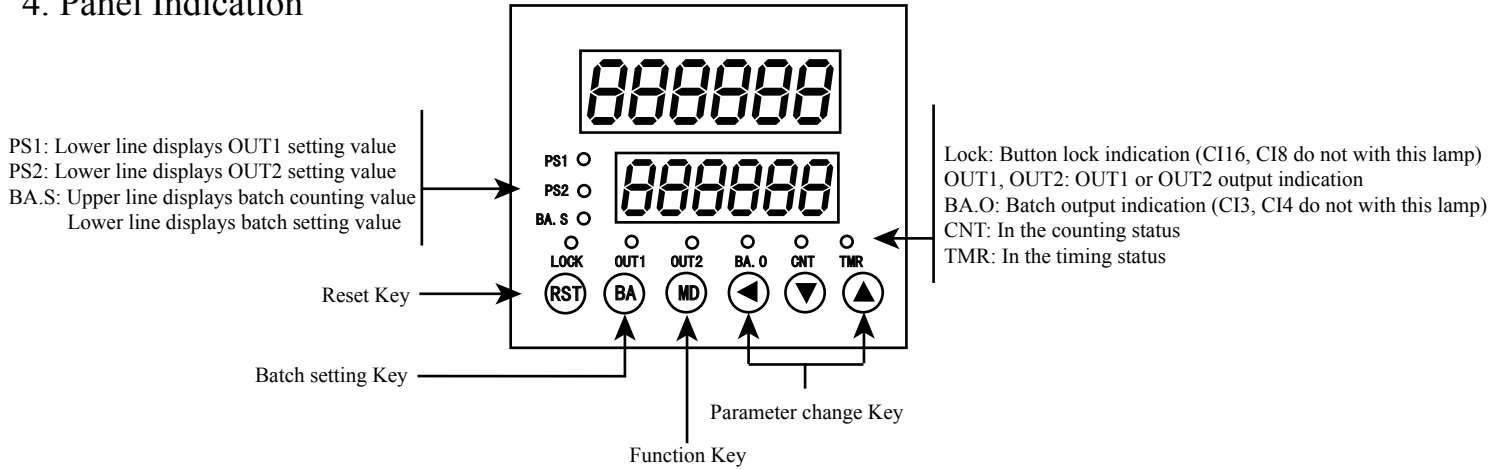 4. Panel Indication
PS1: Lower line displays OUT1 setting value
PS2: Lower line displays OUT2 setting value
BA.S: Upper line displays batch counting value
Lower line displays batch setting value
888888
PS1
PS2
BA. S
888888
LOCK OUT1 OUT2 BA. O CNT TMR
RST BA MD
Lock: Button lock indication (CI16, CI8 do not with this lamp)
OUT1, OUT2: OUT1 or OUT2 output indication
BA.O: Batch output indication (CI3, CI4 do not with this lamp)
CNT: In the counting status
TMR: In the timing status
Reset Key
Batch setting Key
Parameter change Key
Function Key